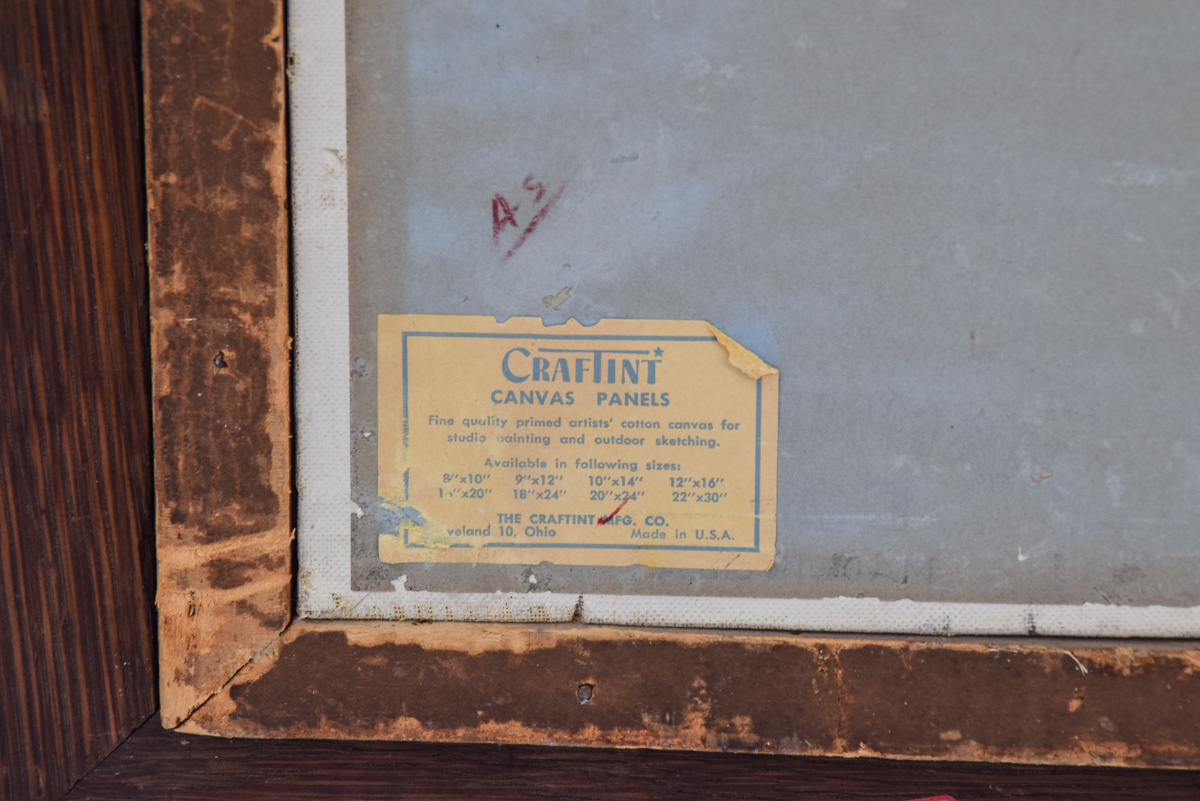 A-S
CRAFTINT
CANVAS PANELS
Fine quality primed artists' cotton canvas for
studio painting and outdoor sketching.
Available in following sizes:
8"x10" 9"x12" 10"x14" 12"x16"
18"x24" 20"x24" 22"x30"
THE CRAFTINT MFG. CO.
veland 10, Ohio Made in U.S.A.